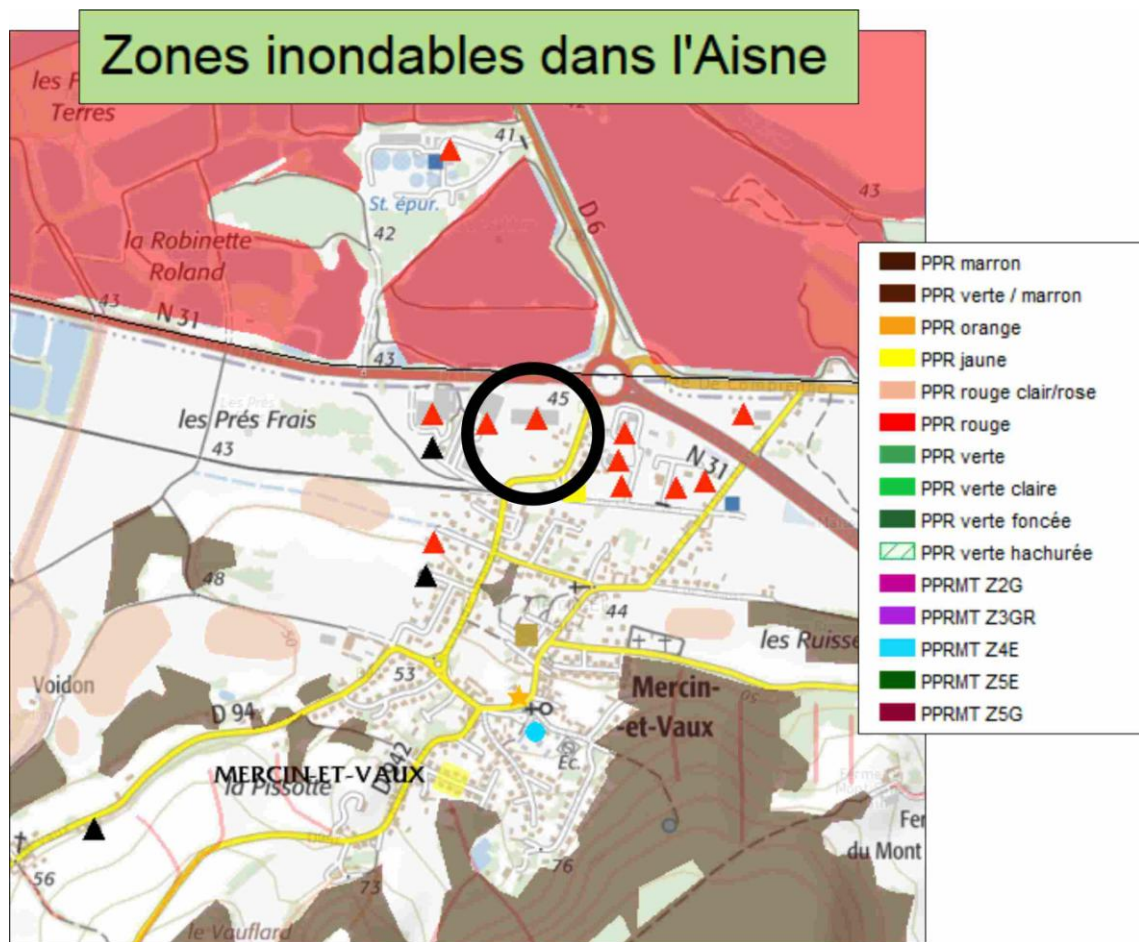 Zones inondables dans l'Aisne
les F
Terres
41
43
St. épur.
D 6
la Robinette
Roland
42
43
N 31
43
45
les Prés Frais
43
N 31
PPR marron
PPR verte / marron
PPR orange
PPR jaune
PPR rouge clair/rose
PPR rouge
PPR verte
PPR verte claire
PPR verte foncée
PPR verte hachurée
PPRMT Z2G
PPRMT Z3GR
PPRMT Z4E
PPRMT Z5E
PPRMT Z5G
48
44
les Ruisse
50
Voidon
53
Mercin-
-et-Vaux
D 94
Éc.
D 942
MERCIN-ET-VAUX
la Pissotte
Fer
du Mont
56
76
73
le Vauflard